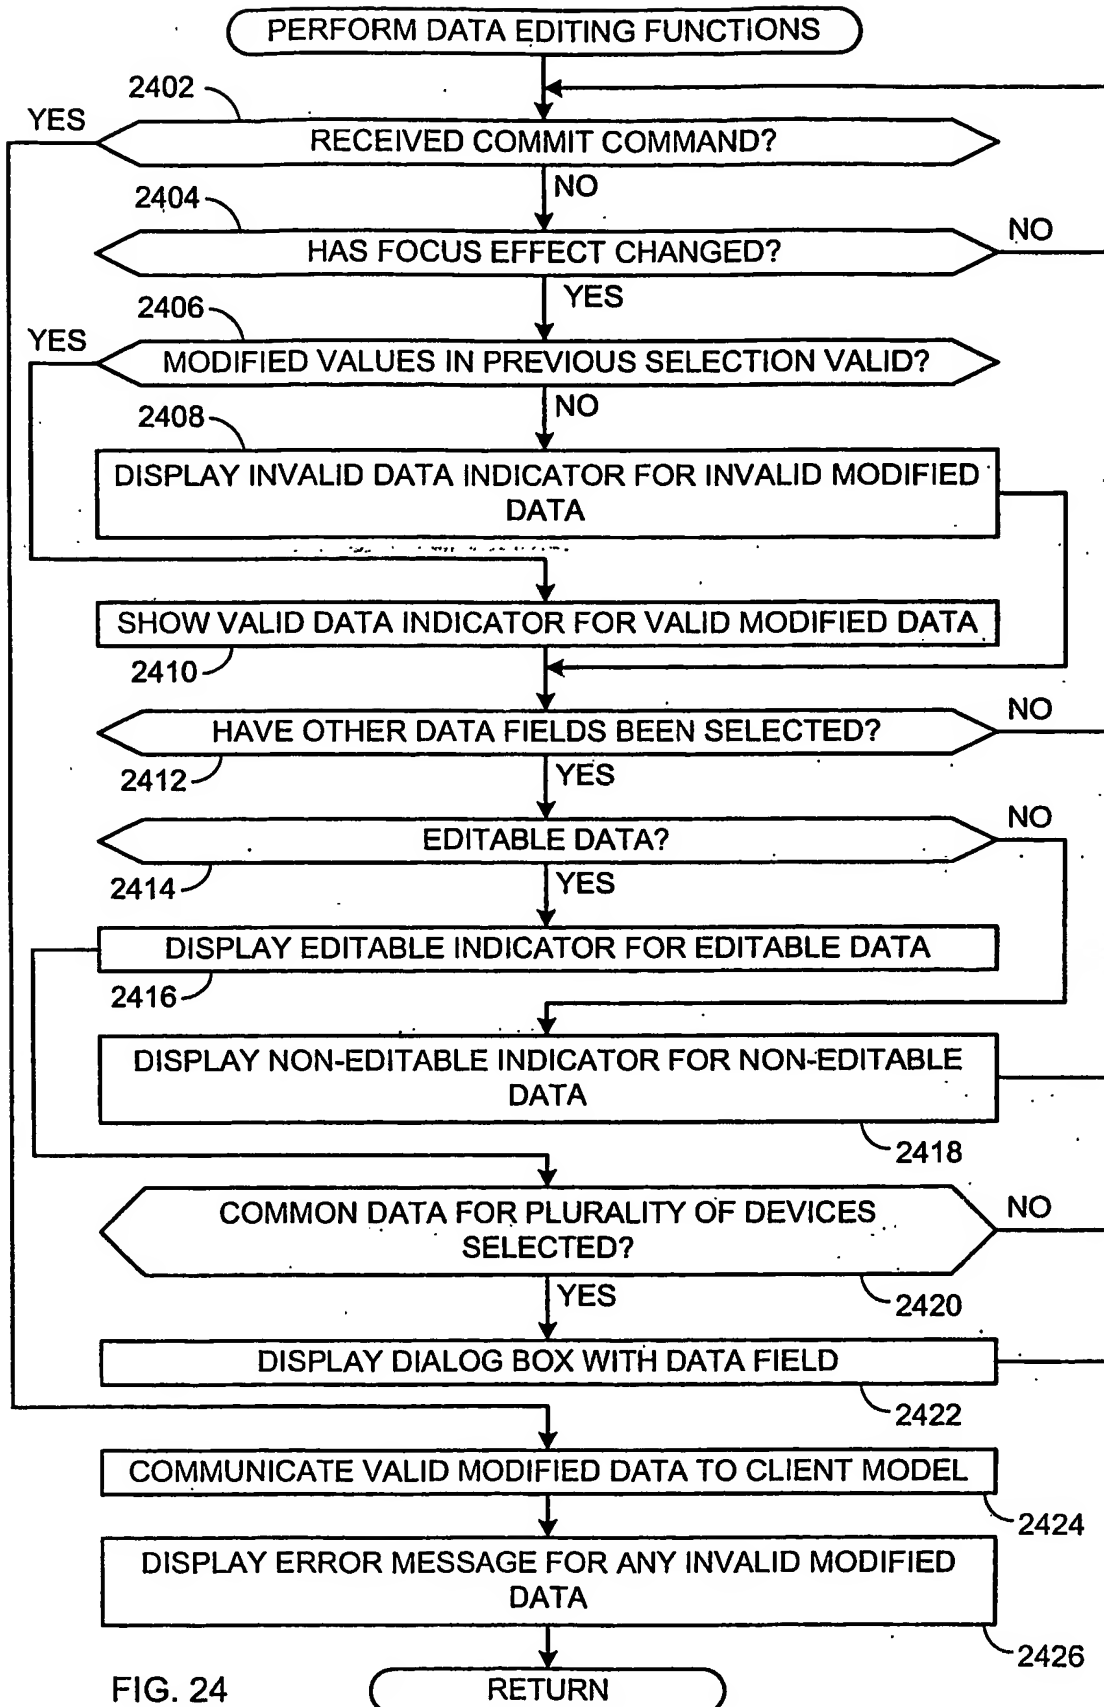 PERFORM DATA EDITING FUNCTIONS
2402
YES
RECEIVED COMMIT COMMAND?
NO
2404
NO
HAS FOCUS EFFECT CHANGED?
YES
2406
YES
MODIFIED VALUES IN PREVIOUS SELECTION VALID?
NO
2408
DISPLAY INVALID DATA INDICATOR FOR INVALID MODIFIED
DATA
SHOW VALID DATA INDICATOR FOR VALID MODIFIED DATA
2410
NO
HAVE OTHER DATA FIELDS BEEN SELECTED?
2412
YES
NO
EDITABLE DATA?
2414
YES
DISPLAY EDITABLE INDICATOR FOR EDITABLE DATA
2416
DISPLAY NON-EDITABLE INDICATOR FOR NON-EDITABLE
DATA
2418
COMMON DATA FOR PLURALITY OF DEVICES
SELECTED?
NO
YES
2420
DISPLAY DIALOG BOX WITH DATA FIELD
2422
COMMUNICATE VALID MODIFIED DATA TO CLIENT MODEL
2424
DISPLAY ERROR MESSAGE FOR ANY INVALID MODIFIED
DATA
2426
FIG. 24
RETURN